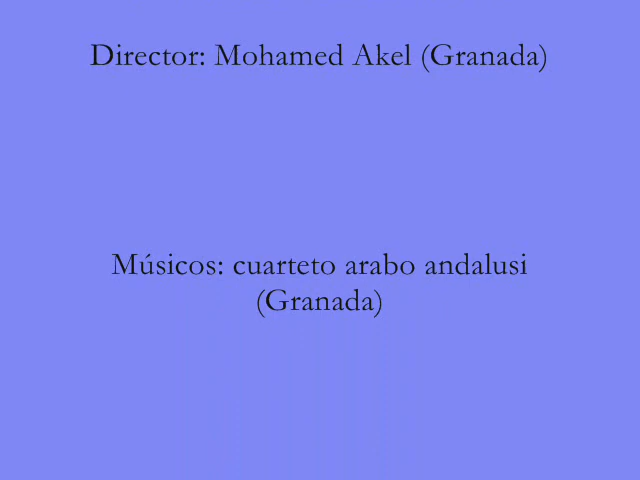 Director: Mohamed Akel (Granada)
Músicos: cuarteto arabo andalusi
(Granada)